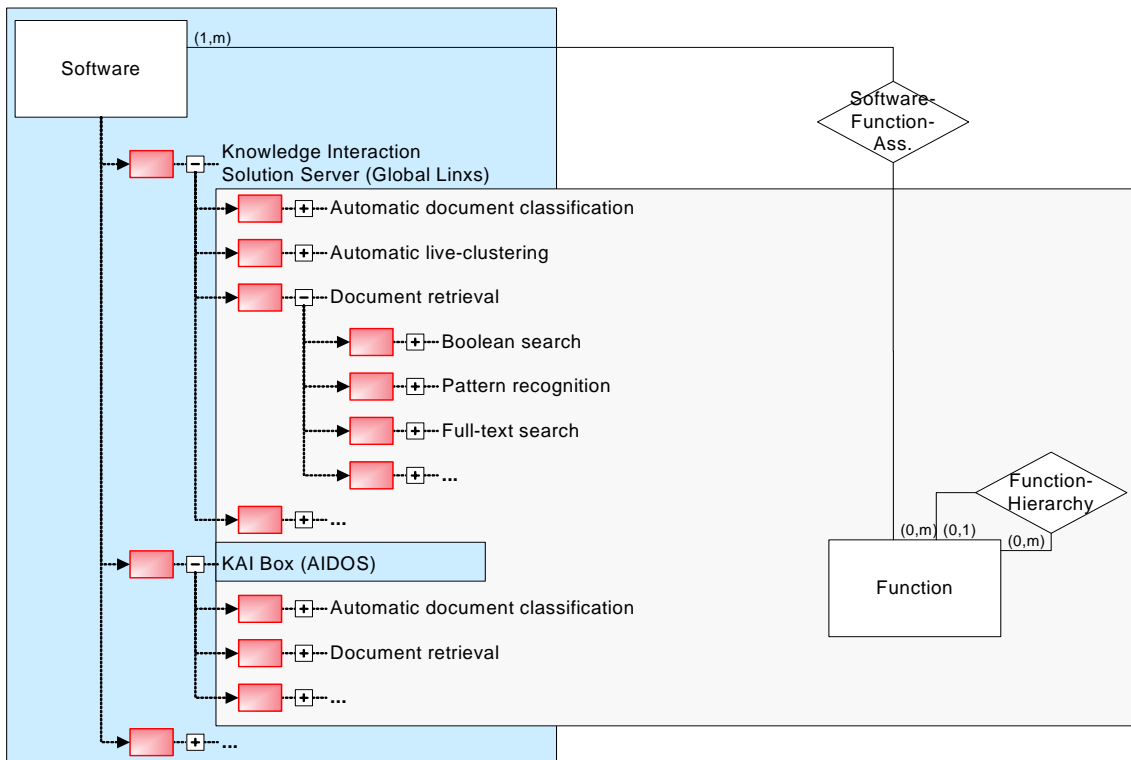 (1,m)
Software
Software-
Function-
Ass.
Knowledge Interaction
Solution Server (Global Linxs)
Automatic document classification
Automatic live-clustering
Document retrieval
Boolean search
Pattern recognition
Full-text search
...
Function-
Hierarchy
...
(0,m) (0,1)
(0,m)
KAI Box (AIDOS)
Function
Automatic document classification
Document retrieval
...
...